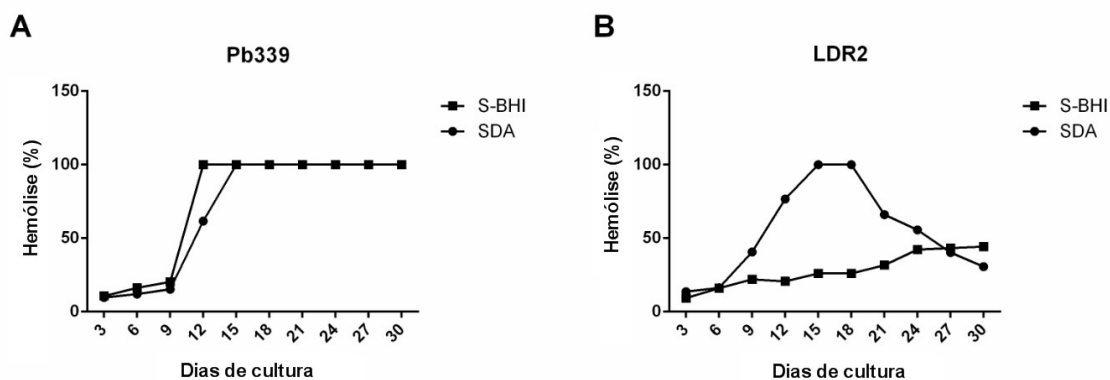 A
Pb339
150
100
50
0
Hemólise (%)
3 6 9 12 15 18 21 24 27 30
Dias de cultura
S-BHI
SDA
B
LDR2
150
100
50
0
Hemólise (%)
3 6 9 12 15 18 21 24 27 30
Dias de cultura
S-BHI
SDA